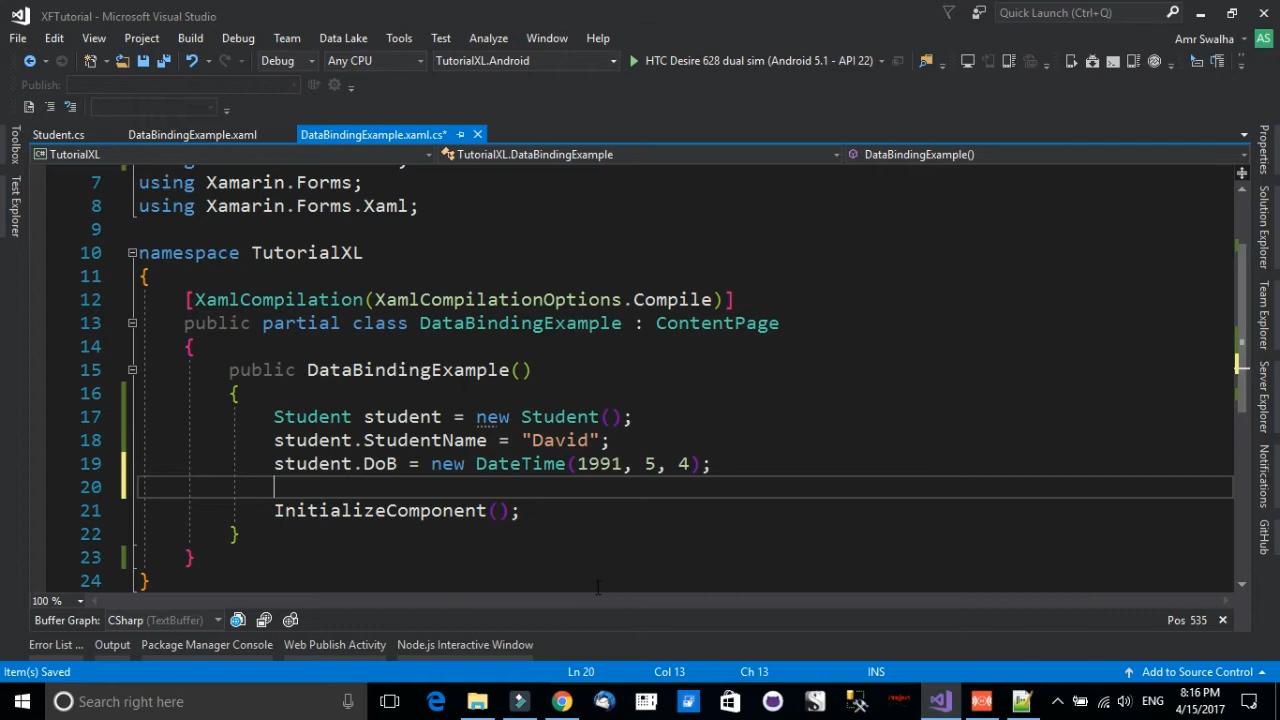 XFTutorial - Microsoft Visual Studio
Quick Launch (Ctrl+Q)
File Edit View Project Build Debug Team Data Lake Tools Test Analyze Window Help
Amr Swalha AS
Debug Any CPU TutorialXL.Android HTC Desire 628 dual sim (Android 5.1 - API 22)
Publish:
Student.cs DataBindingExample.xaml DataBindingExample.xaml.cs*
TutorialXL TutorialXL.DataBindingExample DataBindingExample()
Toolbox
Test Explorer
7 using Xamarin.Forms;
8 using Xamarin.Forms.Xaml;
9
10 namespace TutorialXL
11 {
12 [XamlCompilation(XamlCompilationOptions.Compile)]
13 public partial class DataBindingExample : ContentPage
14 {
15 public DataBindingExample()
16 {
17 Student student = new Student();
18 student.StudentName = "David";
19 student.DoB = new DateTime(1991, 5, 4);
20
21 InitializeComponent();
22 }
23 }
24 }
Properties
Solution Explorer
Team Explorer
Server Explorer
GitHub
100 %
Buffer Graph: CSharp (TextBuffer) Pos 535
Error List ... Output Package Manager Console Web Publish Activity Node.js Interactive Window
Item(s) Saved Ln 20 Col 13 Ch 13 INS Add to Source Control
Search right here ENG 8:16 PM
4/15/2017